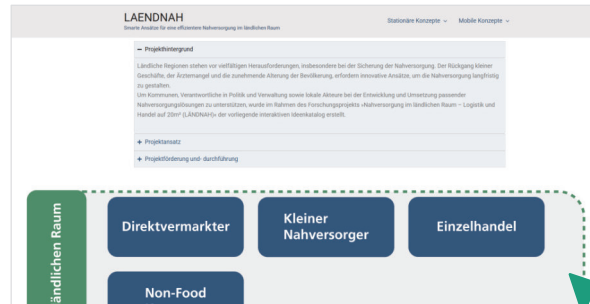 LAENDNAH
Smarte Ansätze für eine effizientere Nahversorgung im ländlichen Raum
Stationäre Konzepte
Mobile Konzepte
− Projekthintergrund
Ländliche Regionen stehen vor vielfältigen Herausforderungen, insbesondere bei der Sicherung der Nahversorgung. Der Rückgang kleiner
Geschäfte, der Ärztemangel und die zunehmende Alterung der Bevölkerung, erfordern innovative Ansätze, um die Nahversorgung langfristig
zu gestalten.
Um Kommunen, Verantwortliche in Politik und Verwaltung sowie lokale Akteure bei der Entwicklung und Umsetzung passender
Nahversorgungslösungen zu unterstützen, wurde im Rahmen des Forschungsprojekts »Nahversorgung im ländlichen Raum – Logistik und
Handel auf 20m² (LÄNDNAH)« der vorliegende interaktiven Ideenkatalog erstellt.
+ Projektansatz
+ Projektförderung und- durchführung
ändlichen Raum
Direktvermarkter
Kleiner
Nahversorger
Einzelhandel
Non-Food